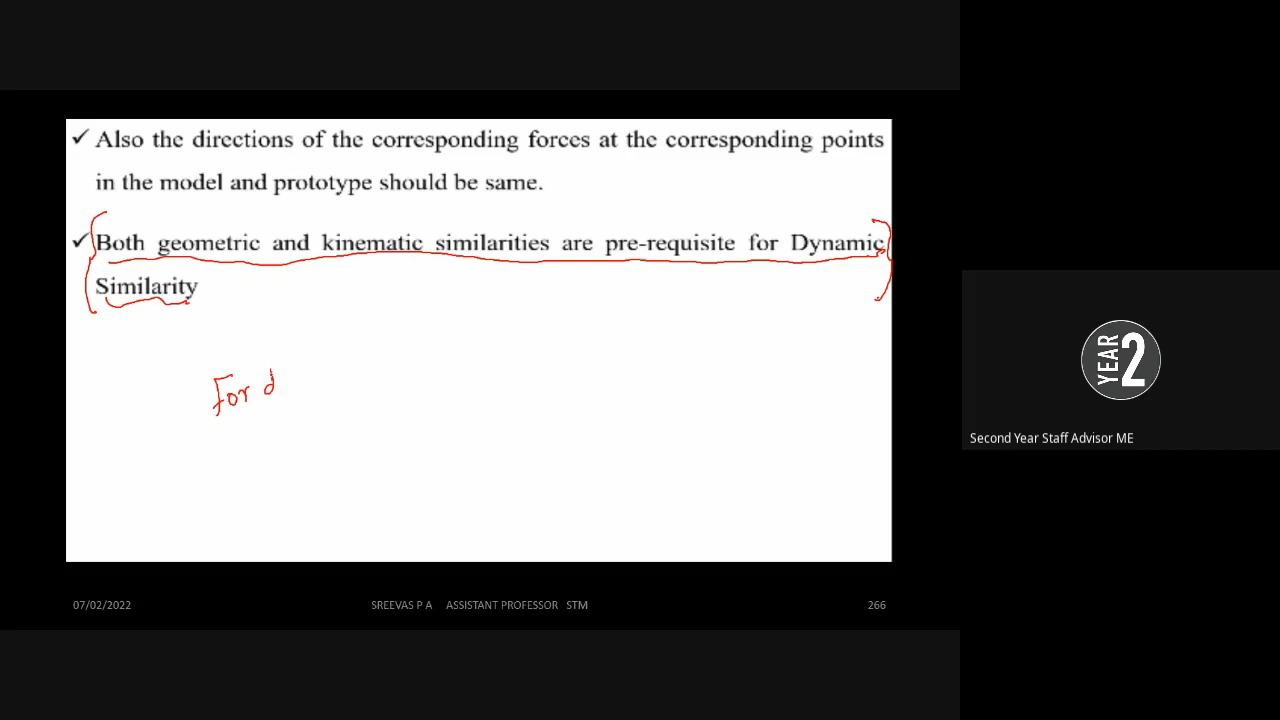 ✓ Also the directions of the corresponding forces at the corresponding points
in the model and prototype should be same.
✓ Both geometric and kinematic similarities are pre-requisite for Dynamic
Similarity
For d
YEAR 2
Second Year Staff Advisor ME
07/02/2022 SREEVAS P A ASSISTANT PROFESSOR STM 266